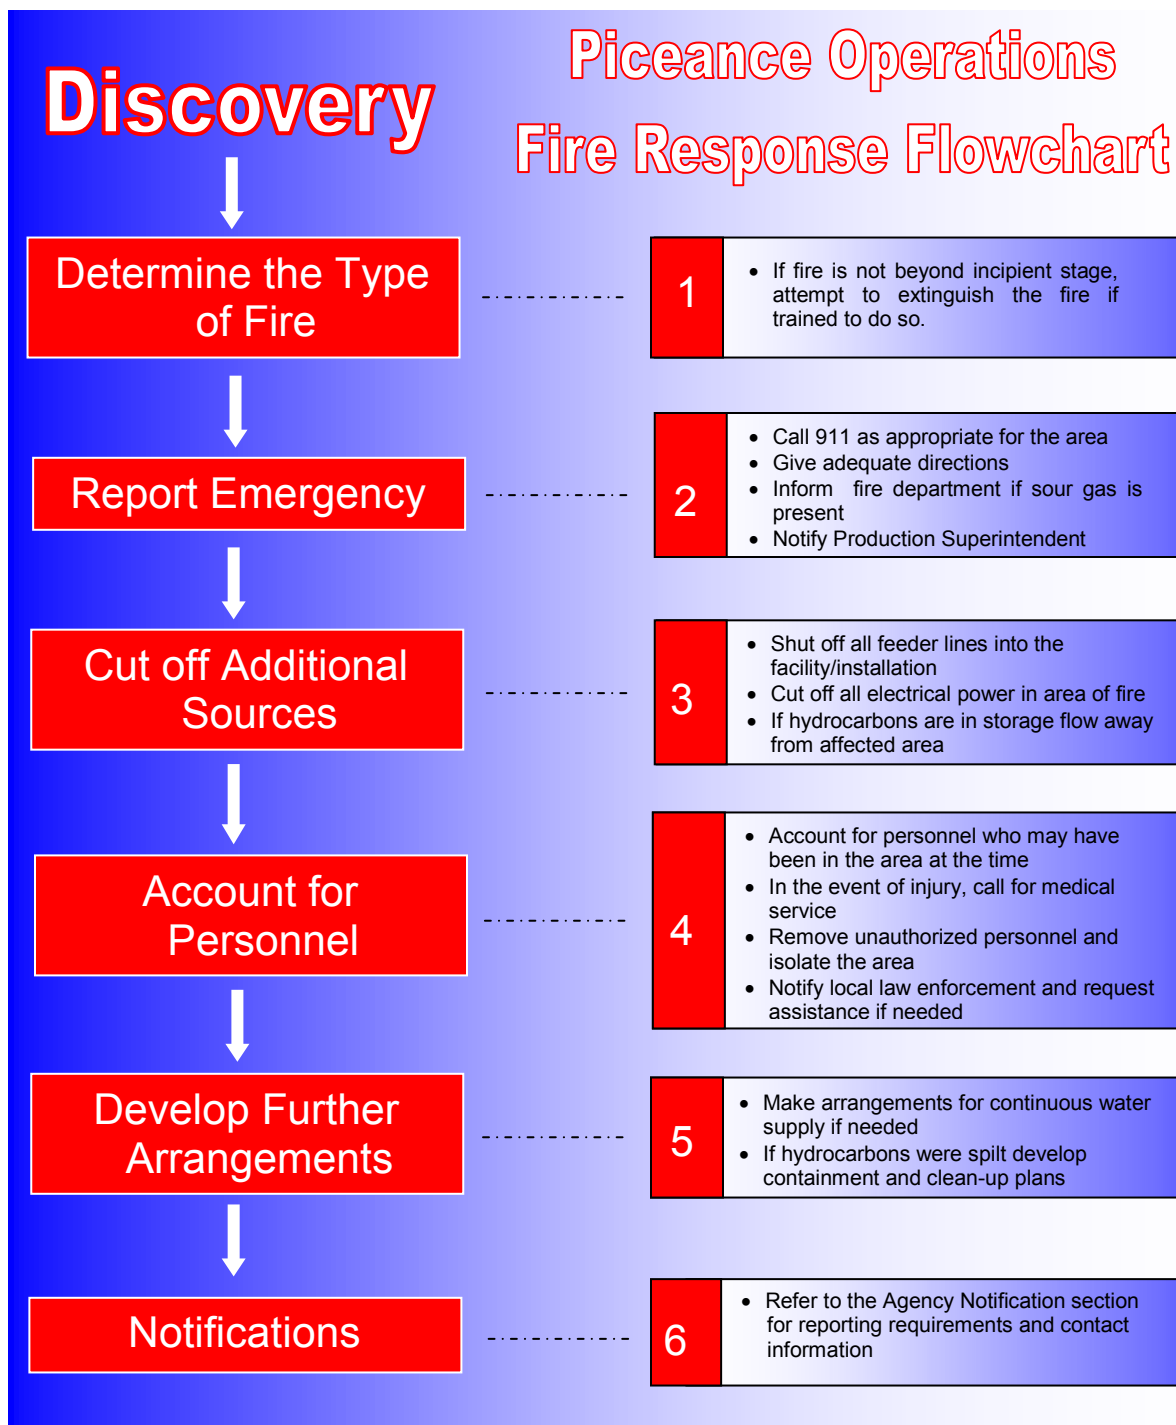 Discovery
Piceance Operations
Fire Response Flowchart
Determine the Type
of Fire
1
• If fire is not beyond incipient stage,
attempt to extinguish the fire if
trained to do so.
Report Emergency
2
• Call 911 as appropriate for the area
• Give adequate directions
• Inform fire department if sour gas is
present
• Notify Production Superintendent
Cut off Additional
Sources
3
• Shut off all feeder lines into the
facility/installation
• Cut off all electrical power in area of fire
• If hydrocarbons are in storage flow away
from affected area
Account for
Personnel
4
• Account for personnel who may have
been in the area at the time
• In the event of injury, call for medical
service
• Remove unauthorized personnel and
isolate the area
• Notify local law enforcement and request
assistance if needed
Develop Further
Arrangements
5
• Make arrangements for continuous water
supply if needed
• If hydrocarbons were spilt develop
containment and clean-up plans
Notifications
6
• Refer to the Agency Notification section
for reporting requirements and contact
information